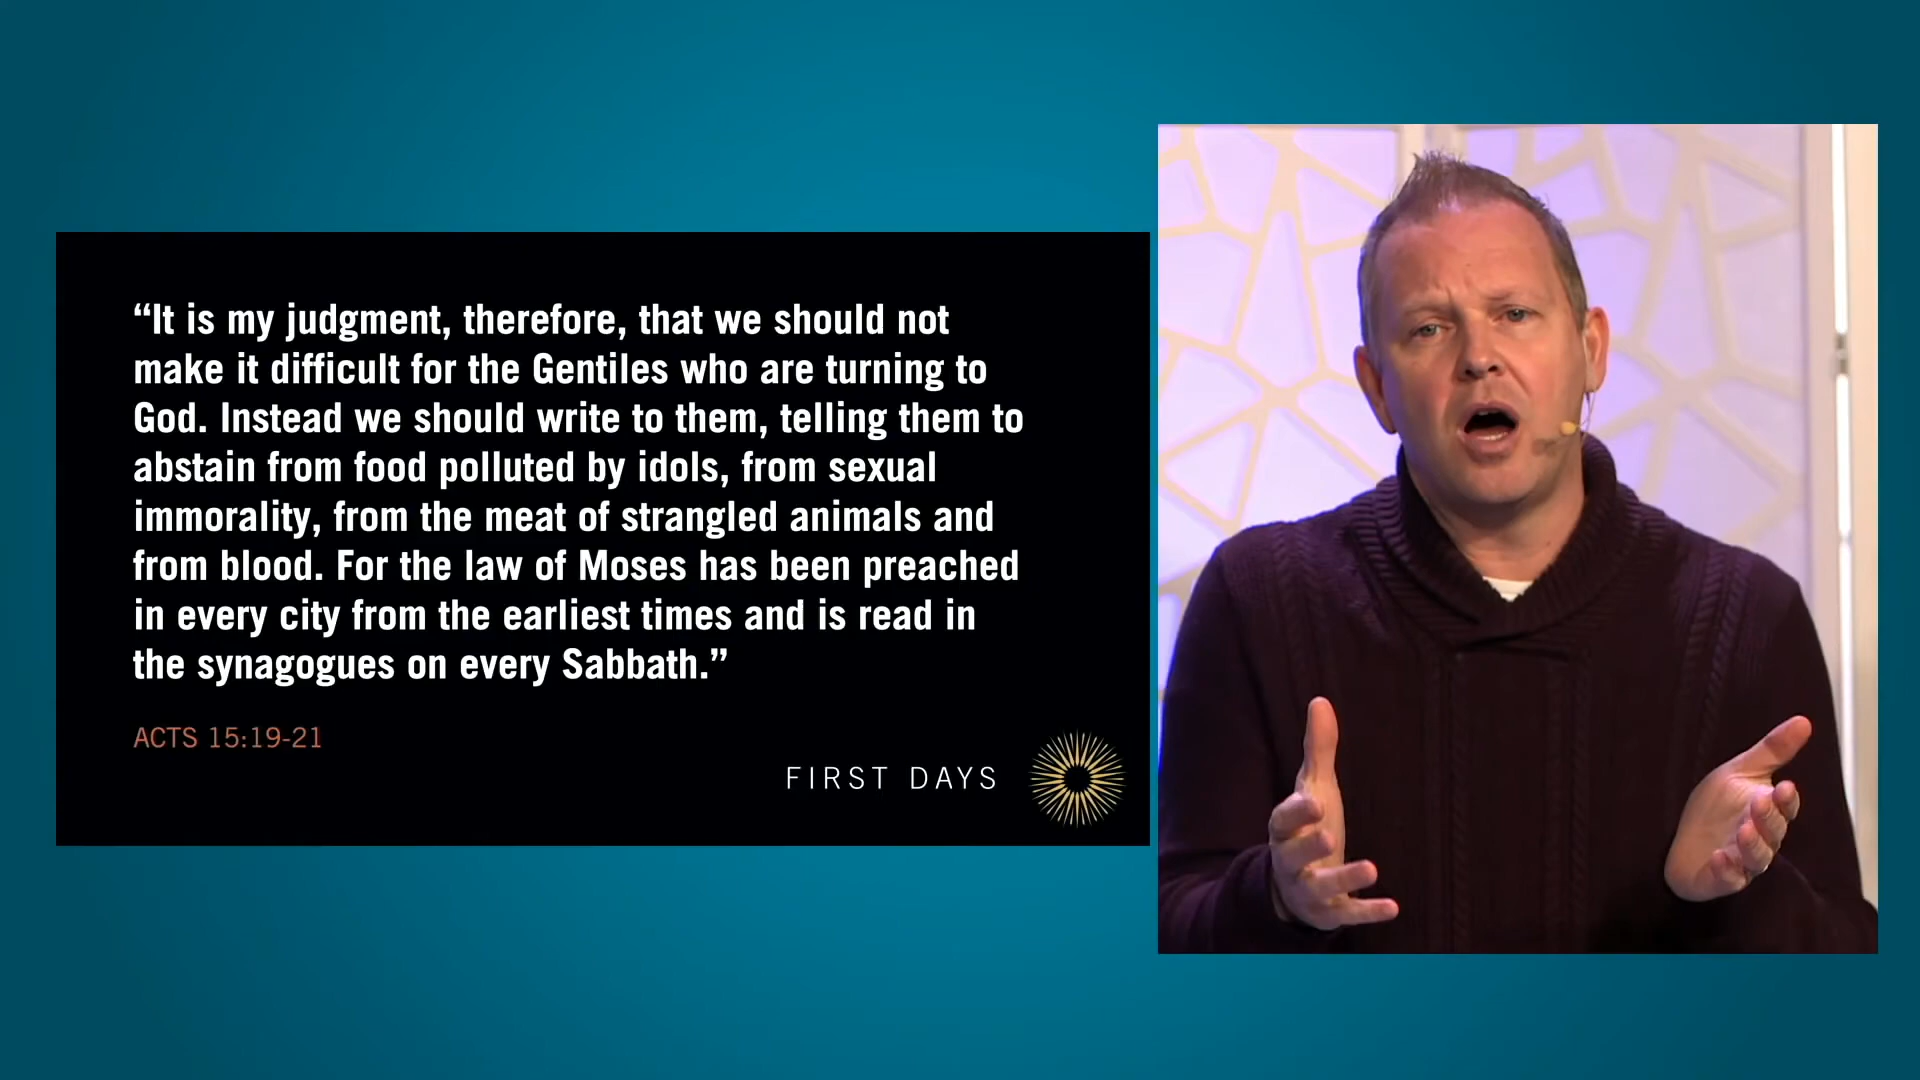 “It is my judgment, therefore, that we should not
make it difficult for the Gentiles who are turning to
God. Instead we should write to them, telling them to
abstain from food polluted by idols, from sexual
immorality, from the meat of strangled animals and
from blood. For the law of Moses has been preached
in every city from the earliest times and is read in
the synagogues on every Sabbath.”
ACTS 15:19-21
FIRST DAYS